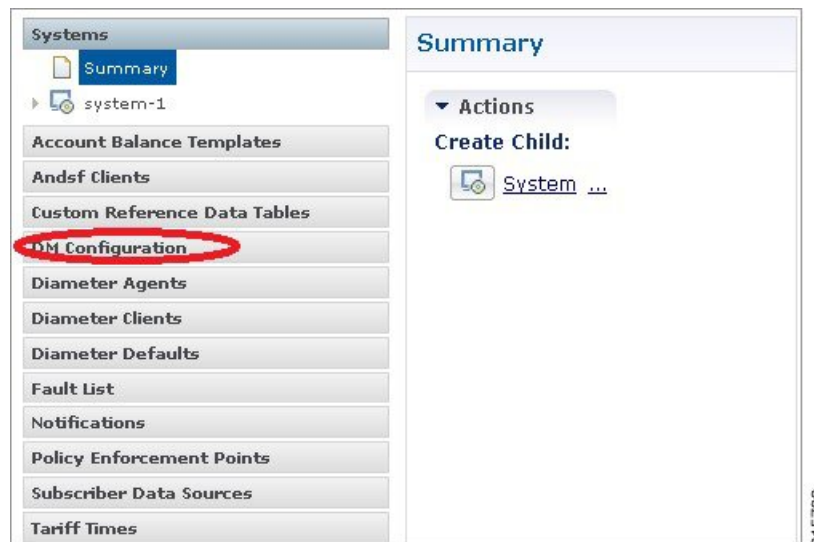 Systems
Summary
system-1
Account Balance Templates
Andsf Clients
Custom Reference Data Tables
DM Configuration
Diameter Agents
Diameter Clients
Diameter Defaults
Fault List
Notifications
Policy Enforcement Points
Subscriber Data Sources
Tariff Times
Summary
Actions
Create Child:
System ...